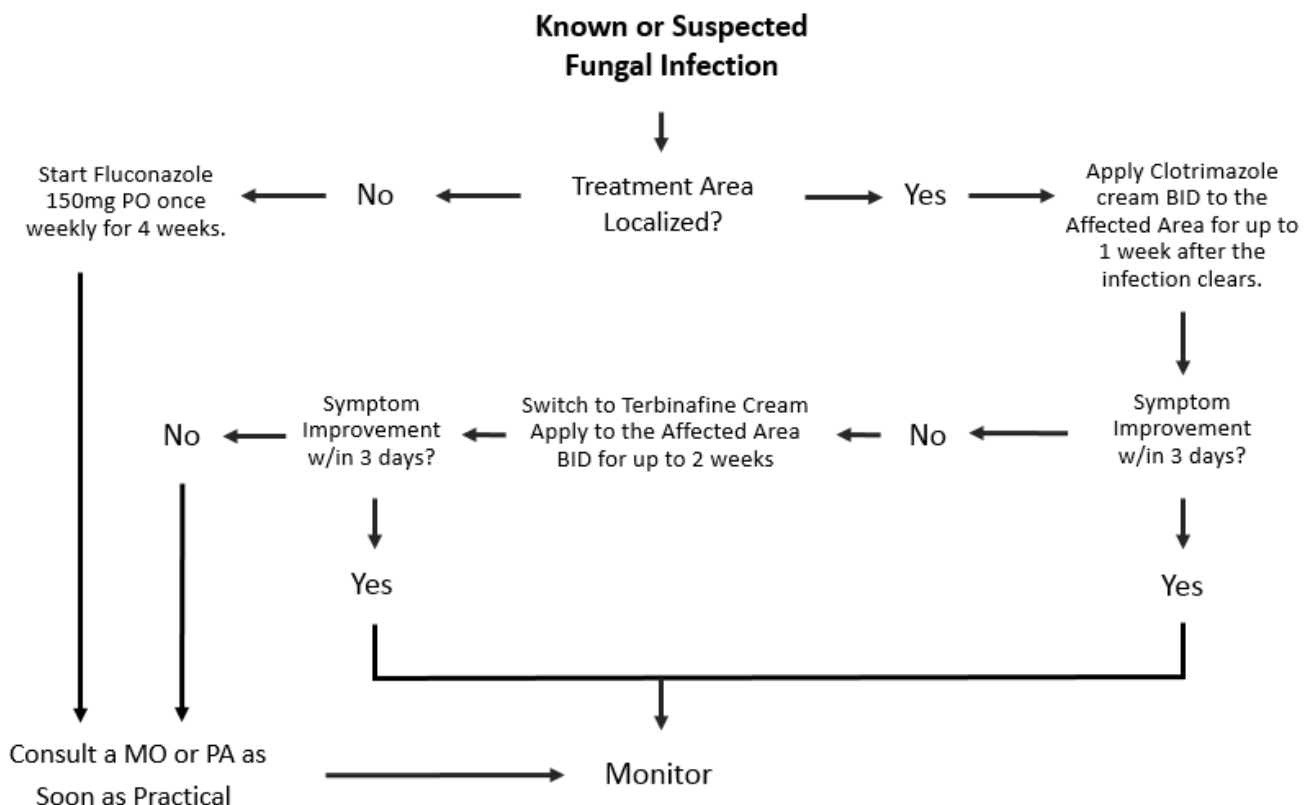 Known or Suspected
Fungal Infection
Start Fluconazole
150mg PO once
weekly for 4 weeks.
No
Treatment Area
Localized?
Yes
Apply Clotrimazole
cream BID to the
Affected Area for up to
1 week after the
infection clears.
No
Symptom
Improvement
w/in 3 days?
Switch to Terbinafine Cream
Apply to the Affected Area
BID for up to 2 weeks
No
Symptom
Improvement
w/in 3 days?
Yes
Yes
Consult a MO or PA as
Soon as Practical
Monitor